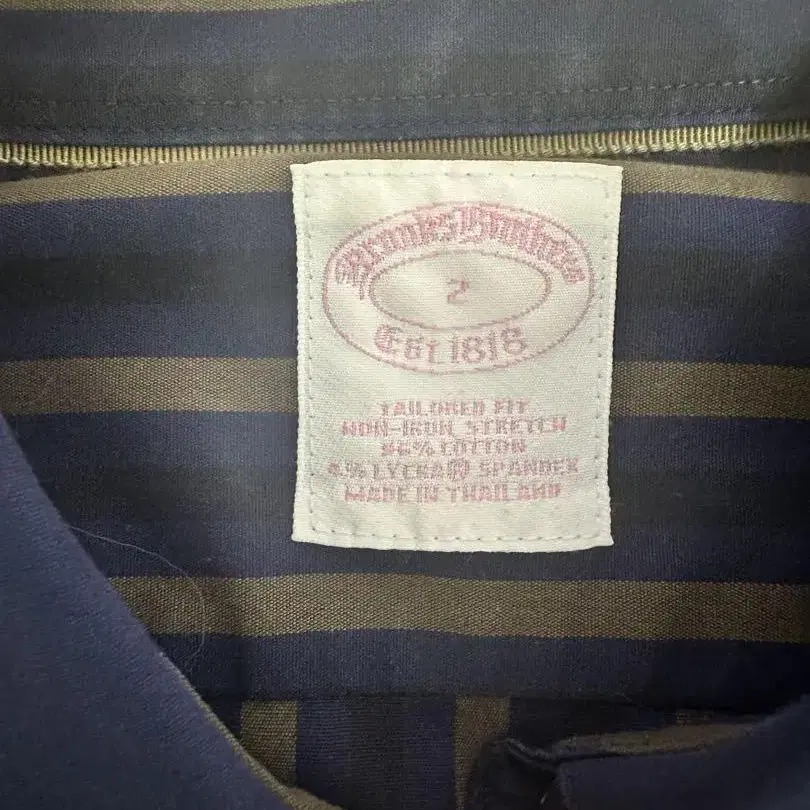 Brooks Brothers
2
Est 1818
TAILORED FIT
NON-IRON STRETCH
96% COTTON
4% LYCRA® SPANDEX
MADE IN THAILAND